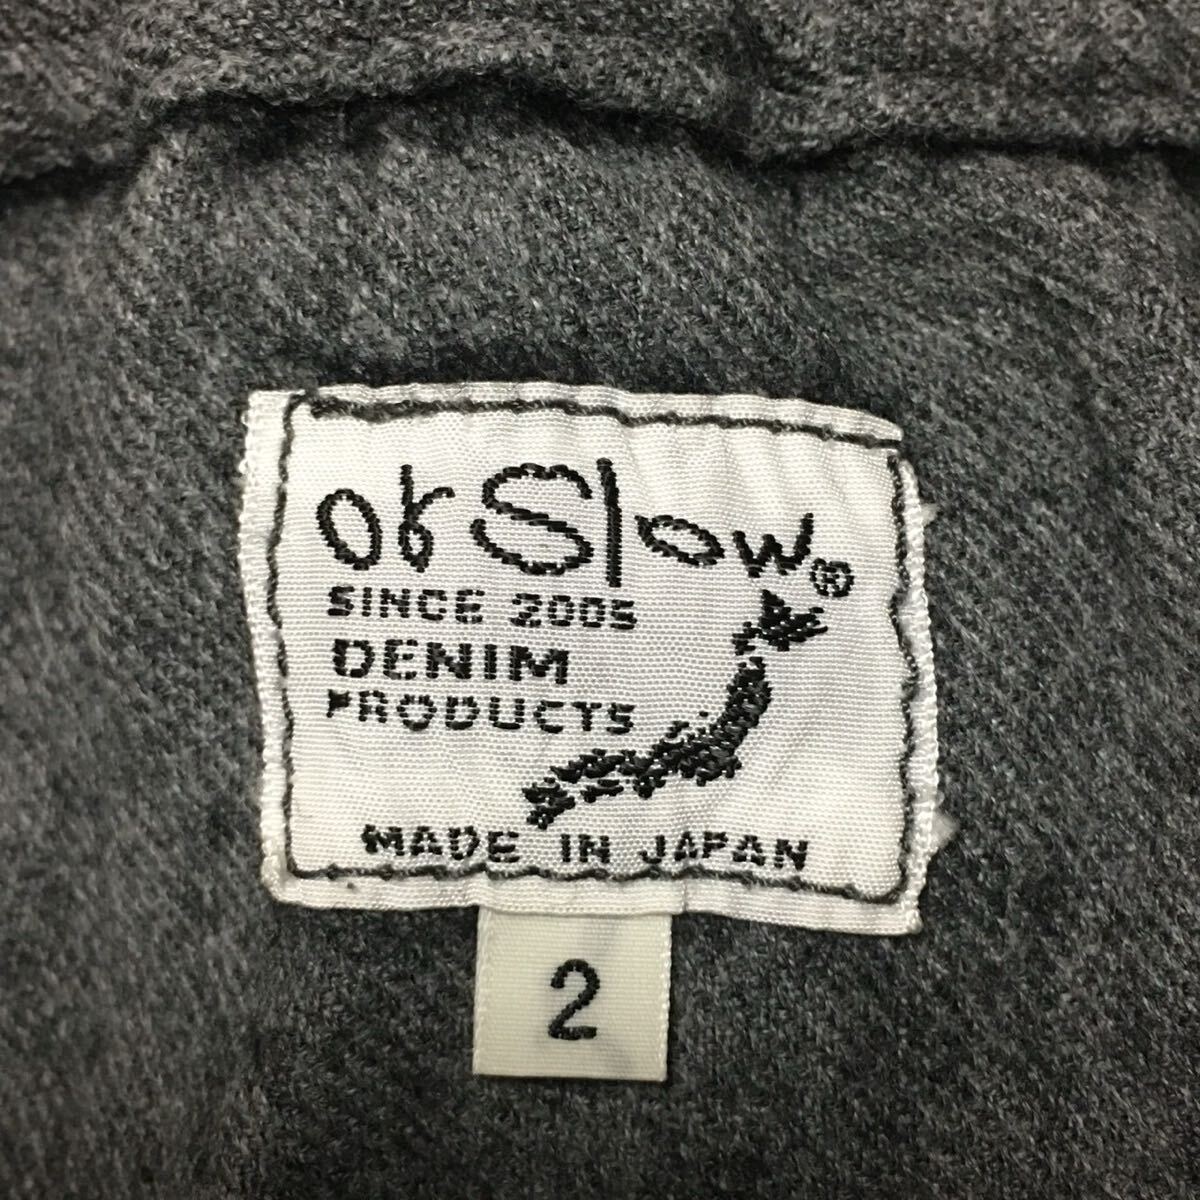 orSlow®
SINCE 2005
DENIM
PRODUCTS
MADE IN JAPAN
2